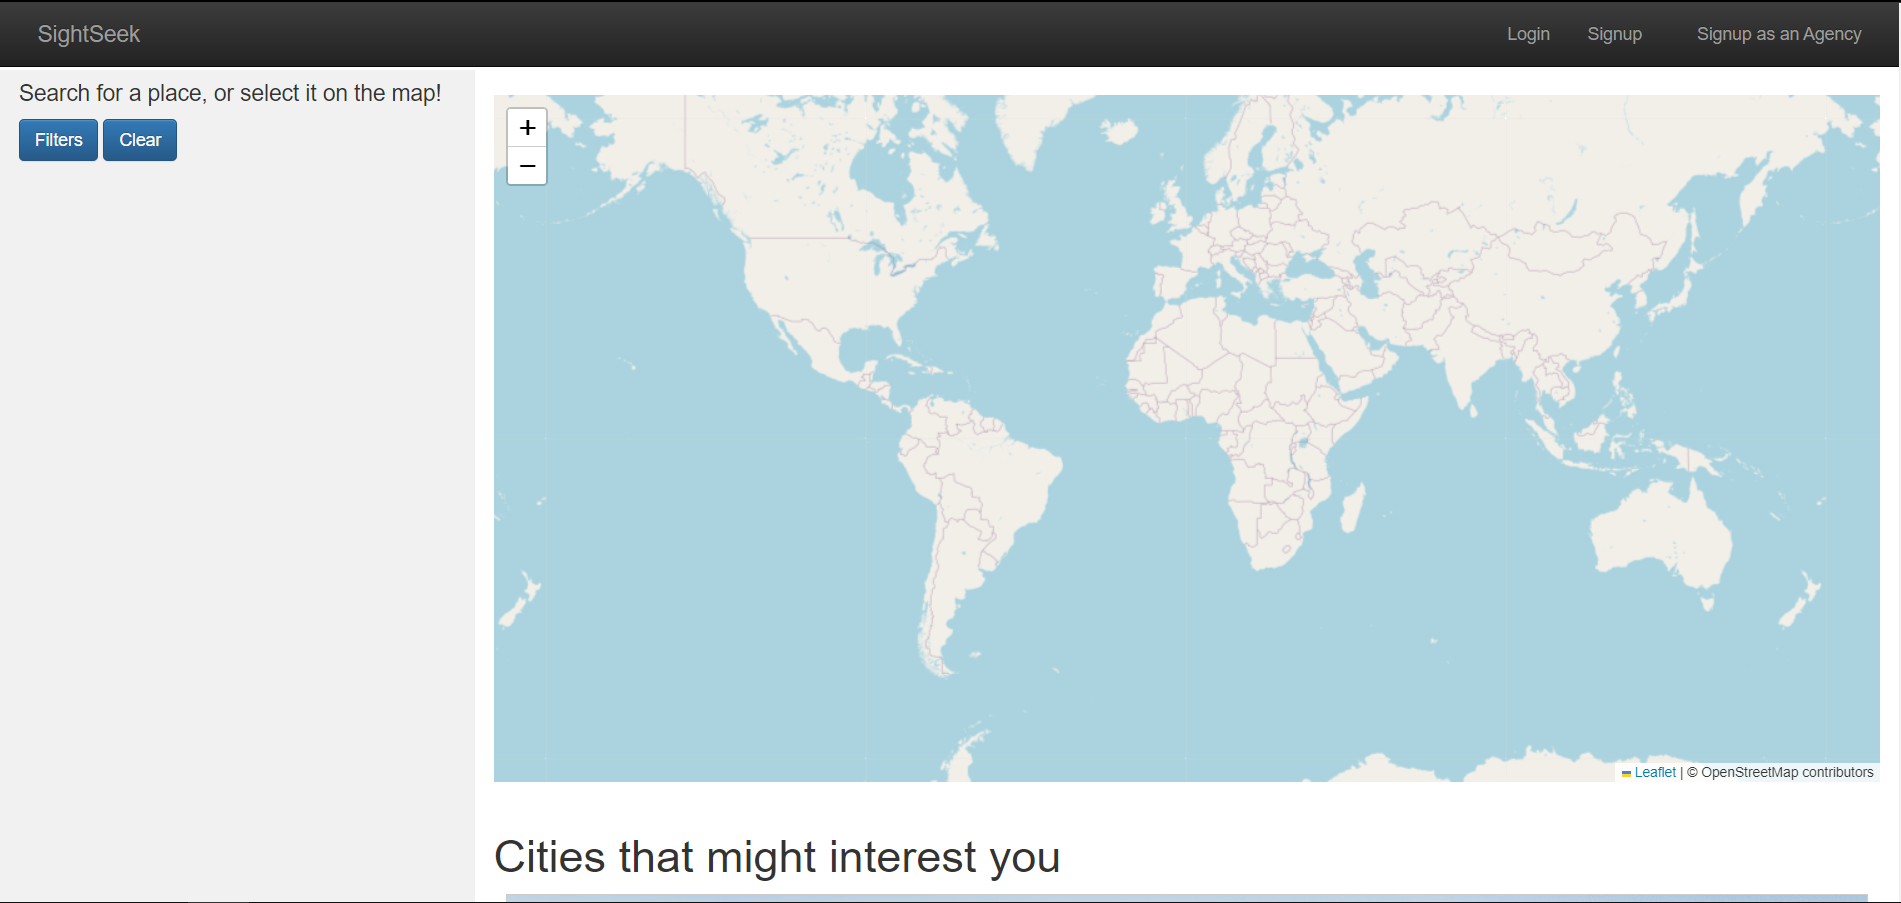 SightSeek
Login Signup Signup as an Agency
Search for a place, or select it on the map!
Filters Clear
+
−
Leaflet | © OpenStreetMap contributors
Cities that might interest you